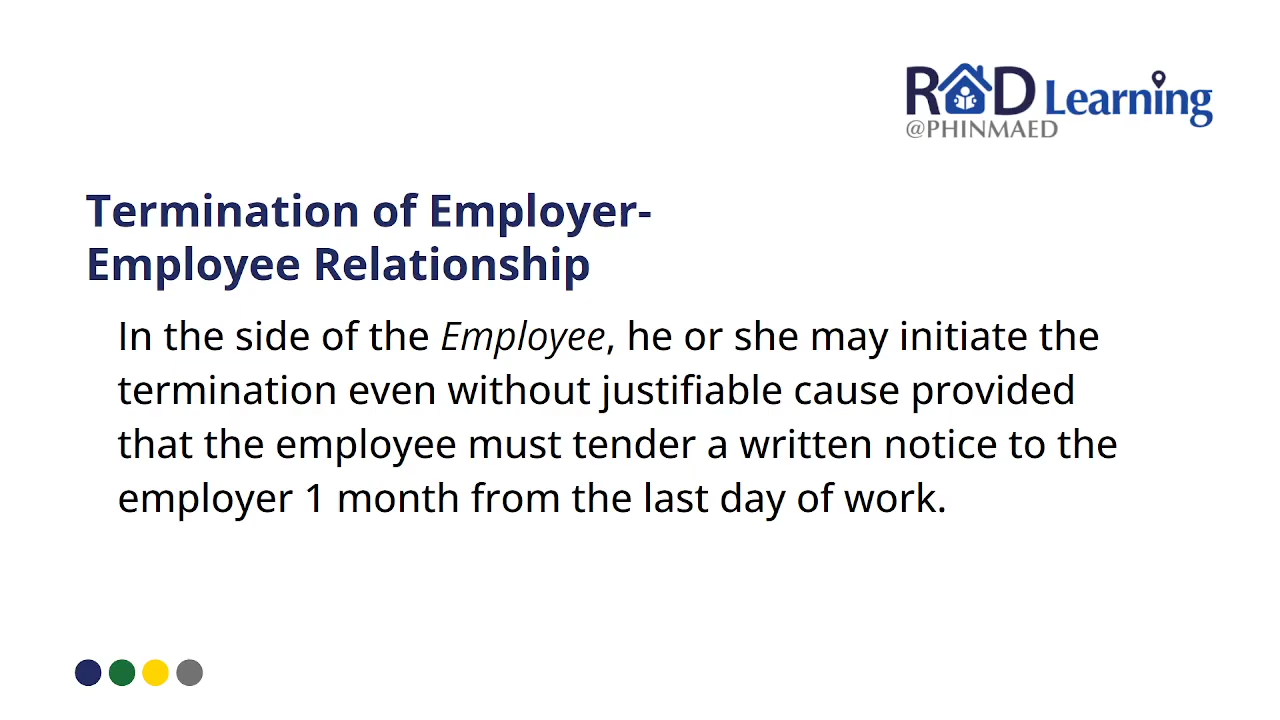 RAD Learning
@PHINMAED
Termination of Employer-
Employee Relationship
In the side of the Employee, he or she may initiate the
termination even without justifiable cause provided
that the employee must tender a written notice to the
employer 1 month from the last day of work.